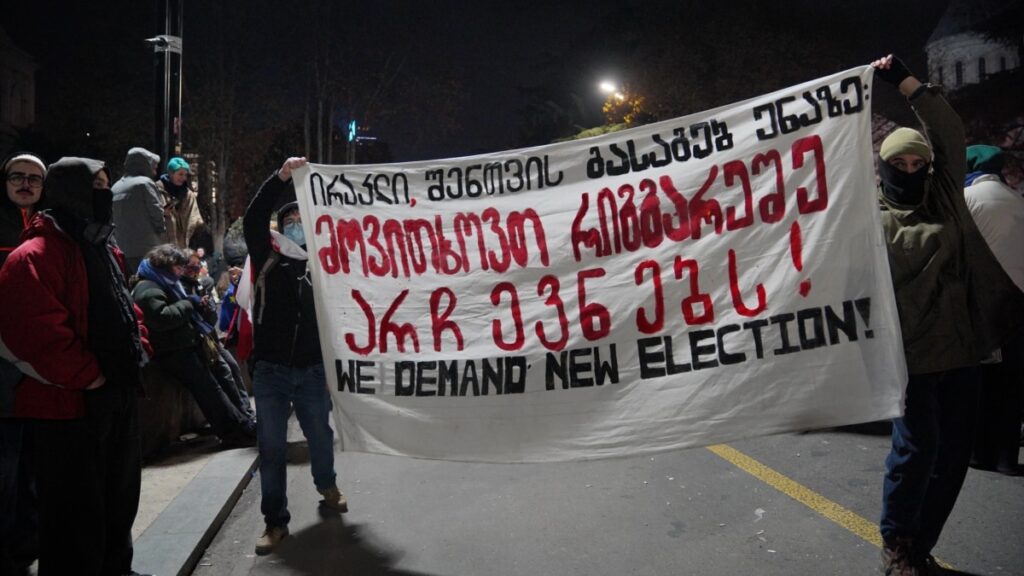 ირაკლი, შენთვის გასაგებ ენაზე:
მოვითხოვთ რიგგარეშე
არჩევნებს!
WE DEMAND NEW ELECTION!